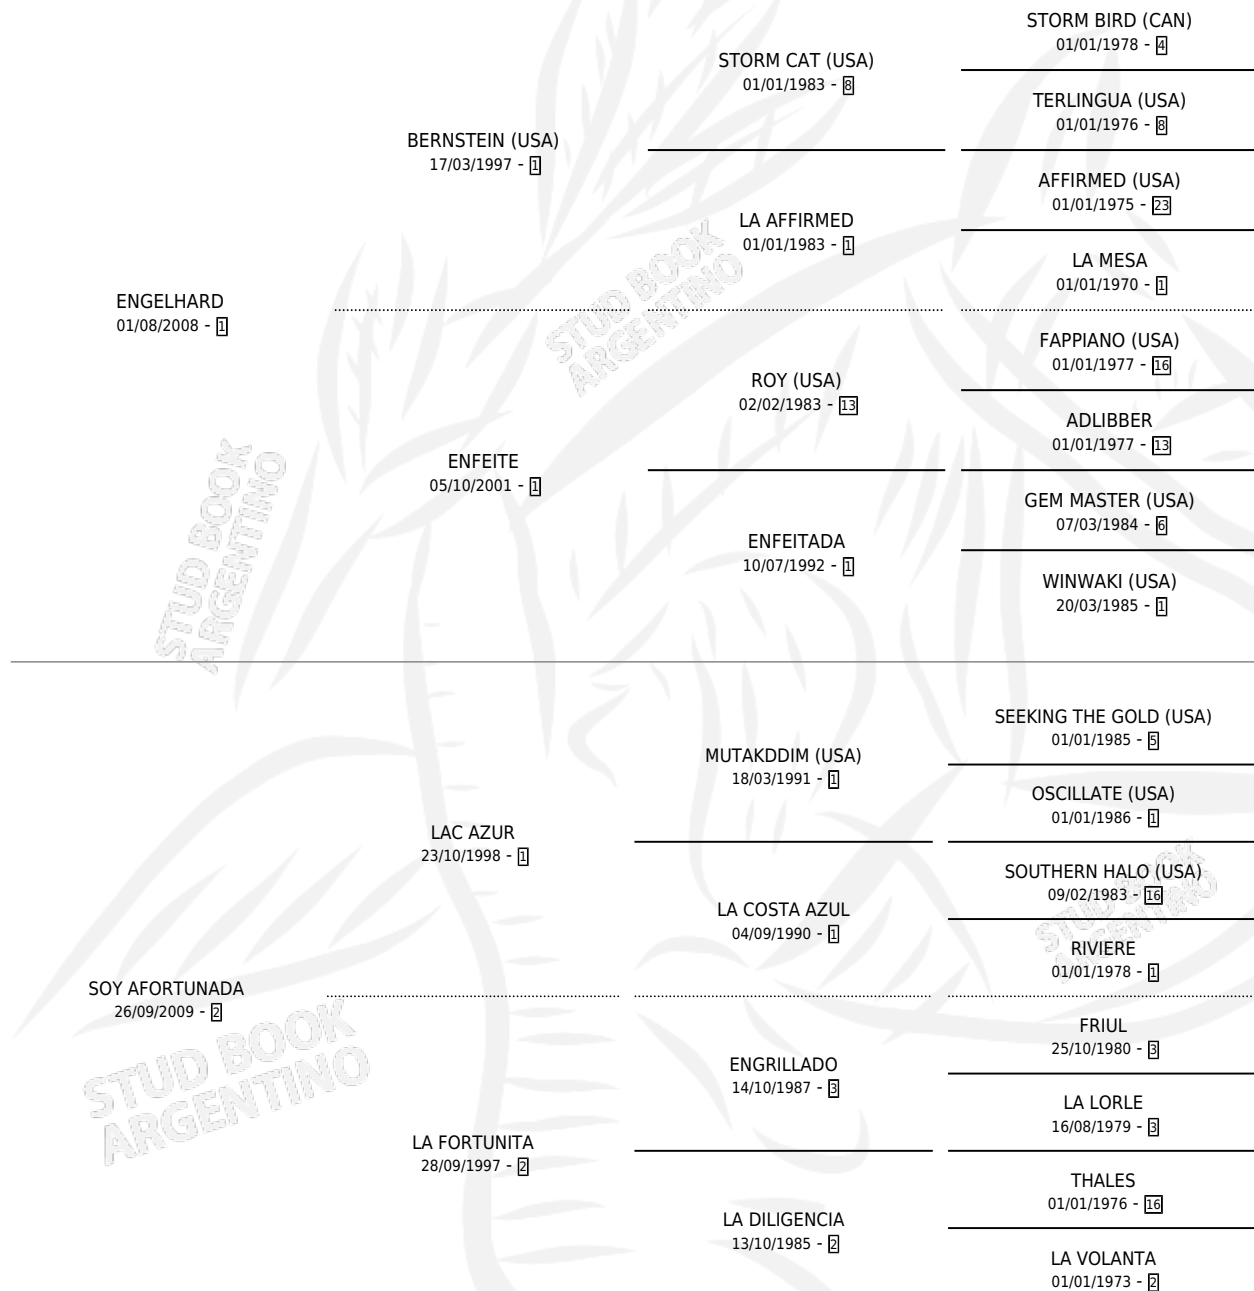 STORM BIRD (CAN)
01/01/1978 - 4
STORM CAT (USA)
01/01/1983 - 8
TERLINGUA (USA)
01/01/1976 - 8
BERNSTEIN (USA)
17/03/1997 - 1
AFFIRMED (USA)
01/01/1975 - 23
LA AFFIRMED
01/01/1983 - 1
LA MESA
01/01/1970 - 1
ENGELHARD
01/08/2008 - 1
FAPPIANO (USA)
01/01/1977 - 16
ROY (USA)
02/02/1983 - 13
ADLIBBER
01/01/1977 - 13
ENFEITE
05/10/2001 - 1
GEM MASTER (USA)
07/03/1984 - 6
ENFEITADA
10/07/1992 - 1
WINWAKI (USA)
20/03/1985 - 1
SEEKING THE GOLD (USA)
01/01/1985 - 5
MUTAKDDIM (USA)
18/03/1991 - 1
OSCILLATE (USA)
01/01/1986 - 1
LAC AZUR
23/10/1998 - 1
SOUTHERN HALO (USA)
09/02/1983 - 16
LA COSTA AZUL
04/09/1990 - 1
RIVIERE
01/01/1978 - 1
SOY AFORTUNADA
26/09/2009 - 2
FRIUL
25/10/1980 - 3
ENGRILLADO
14/10/1987 - 3
LA LORLE
16/08/1979 - 3
LA FORTUNITA
28/09/1997 - 2
THALES
01/01/1976 - 16
LA DILIGENCIA
13/10/1985 - 2
LA VOLANTA
01/01/1973 - 2
STUD BOOK
ARGENTINO
STUD BOOK
ARGENTINO
STUD BOOK
ARGENTINO
STUD BOOK
ARGENTINO